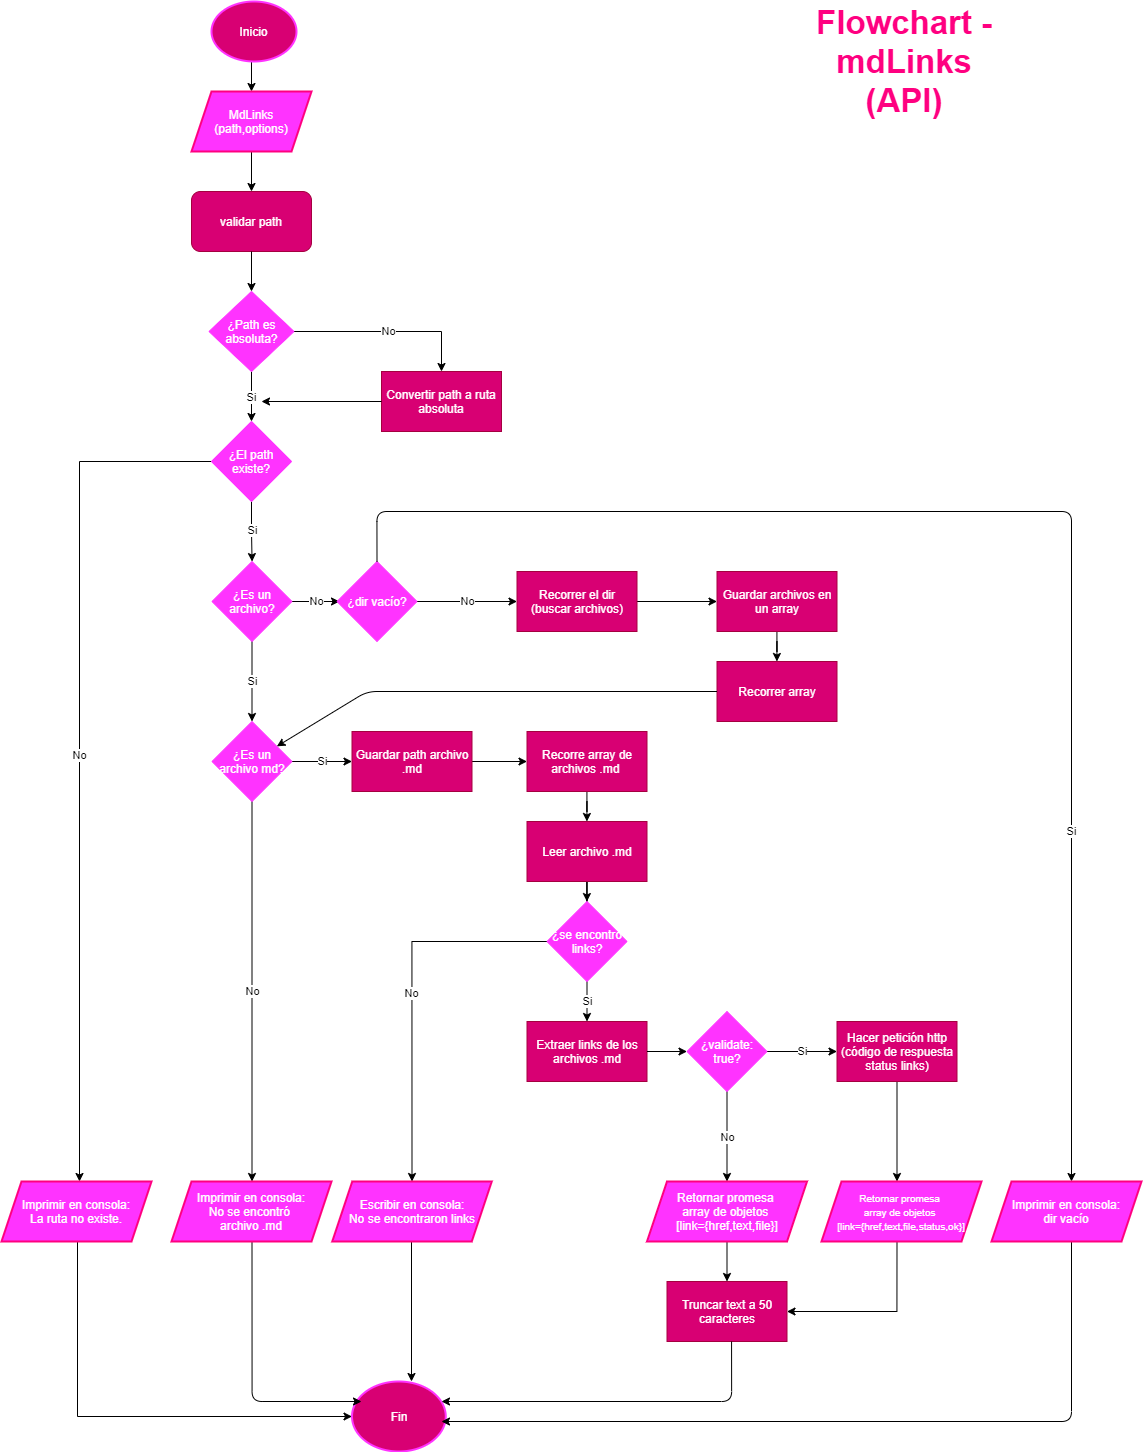 Flowchart -
mdLinks
(API)
Inicio
MdLinks
(path,options)
validar path
¿Path es
absoluta?
No
Convertir path a ruta
absoluta
Si
¿El path
existe?
Si
¿Es un
archivo?
No
¿dir vacío?
No
Recorrer el dir
(buscar archivos)
Guardar archivos en
un array
Si
Recorrer array
No
¿Es un
archivo md?
Si
Guardar path archivo
.md
Recorre array de
archivos .md
Si
Leer archivo .md
¿se encontró
links?
No
No
Si
Extraer links de los
archivos .md
¿validate:
true?
Si
Hacer petición http
(código de respuesta
status links)
No
Imprimir en consola:
La ruta no existe.
Imprimir en consola:
No se encontró
archivo .md
Escribir en consola:
No se encontraron links
Retornar promesa
array de objetos
[link={href,text,file}]
Retornar promesa
array de objetos
[link={href,text,file,status,ok}]
Imprimir en consola:
dir vacío
Truncar text a 50
caracteres
Fin